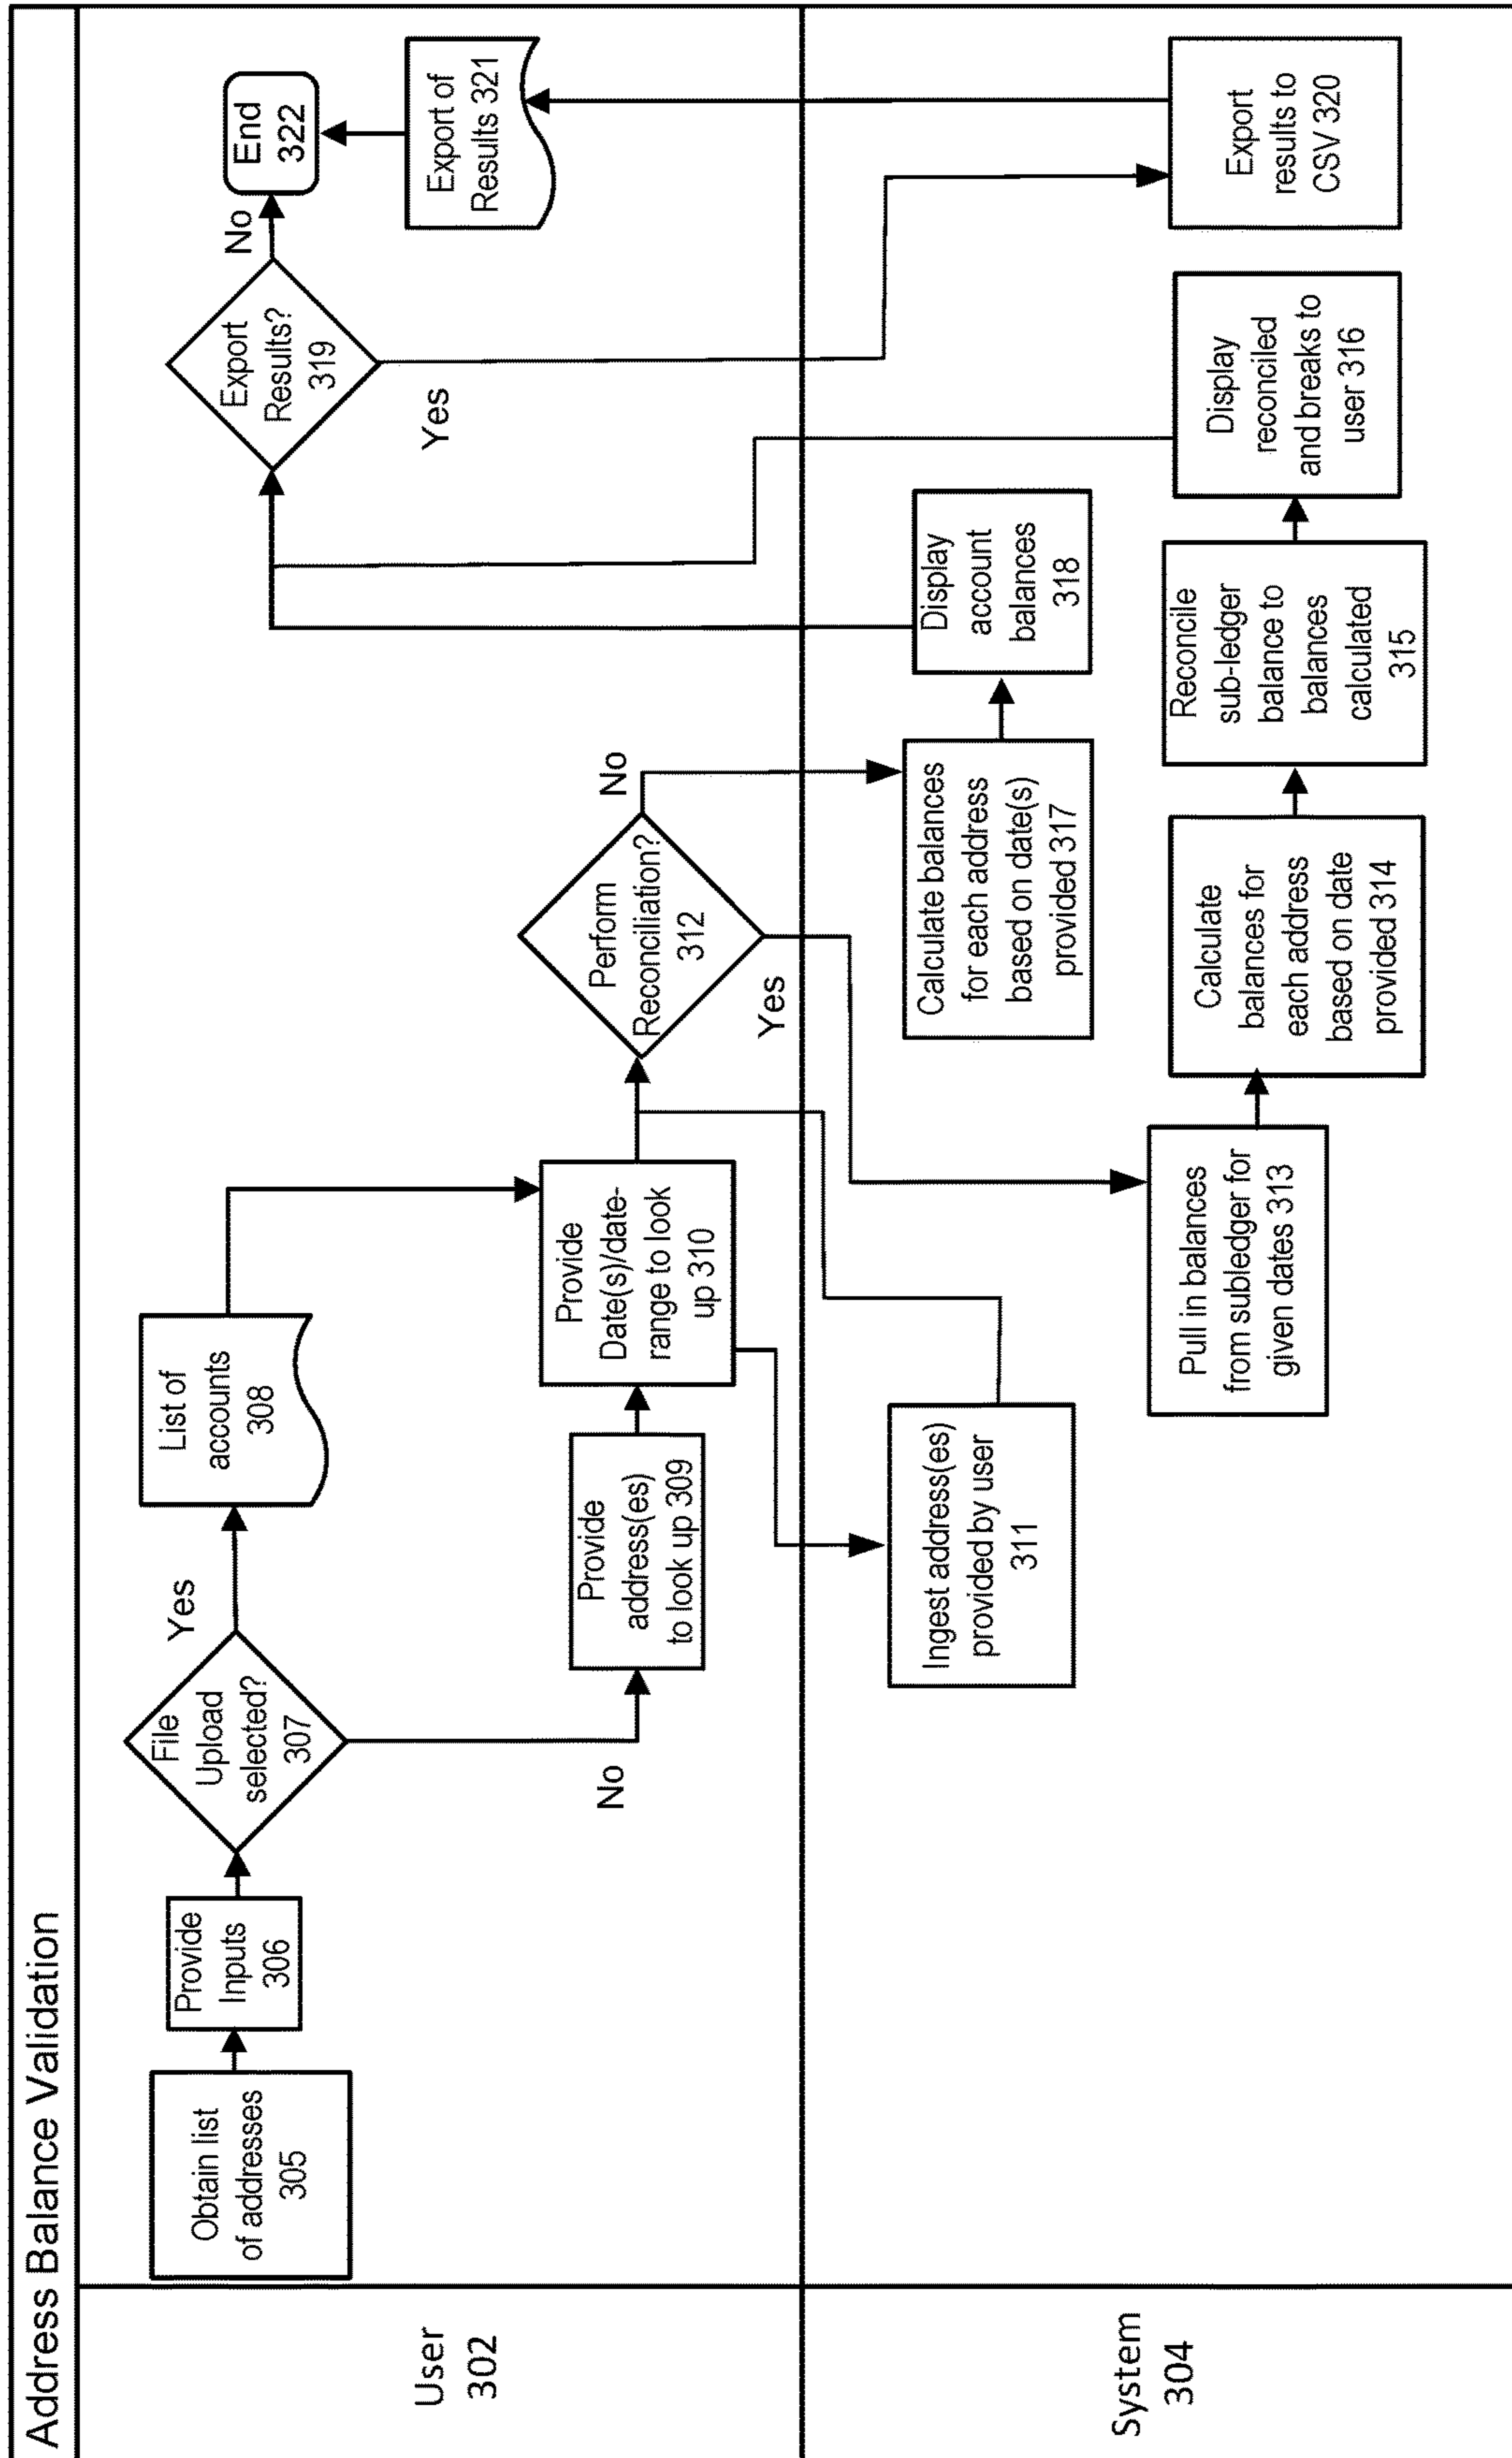 Address Balance Validation
User
302
Obtain list
of addresses
305
Provide
Inputs
306
File
Upload
selected?
307
Yes
No
List of
accounts
308
Provide
address(es)
to look up 309
Provide
Date(s)/date-
range to look
up 310
Perform
Reconciliation?
312
No
Yes
Export
Results?
319
No
Yes
End
322
Export of
Results 321
System
304
Ingest address(es)
provided by user
311
Pull in balances
from subledger for
given dates 313
Calculate balances
for each address
based on date(s)
provided 317
Display
account
balances
318
Calculate
balances for
each address
based on date
provided 314
Reconcile
sub-ledger
balance to
balances
calculated
315
Display
reconciled
and breaks to
user 316
Export
results to
CSV 320